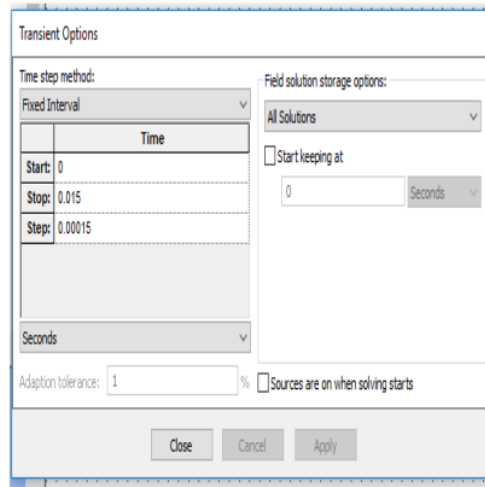 Transient Options
Time step method:
Fixed Interval
Time
Start: 0
Stop: 0.015
Step: 0.00015
Seconds
Adaption tolerance: 1 %
Field solution storage options:
All Solutions
Start keeping at
0 Seconds
Sources are on when solving starts
Close Cancel Apply